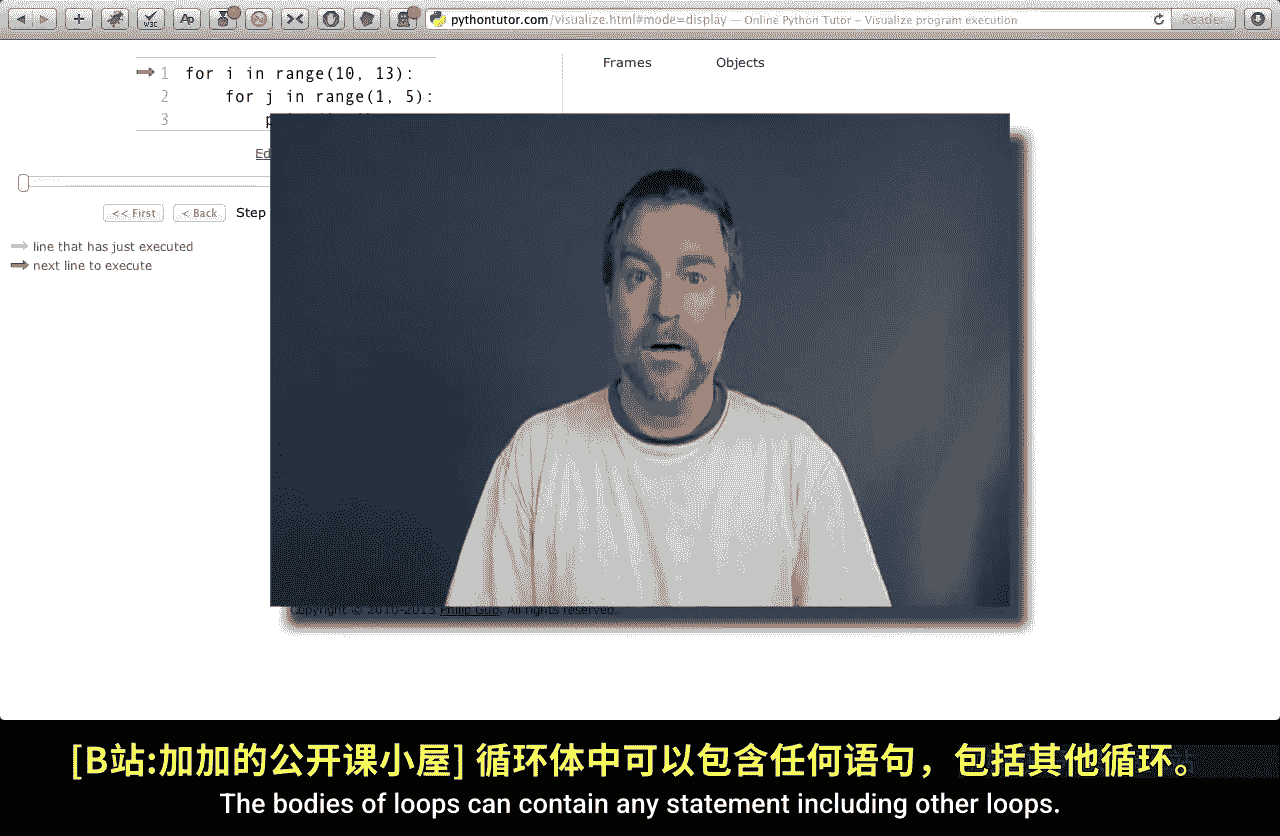 pythontutor.com/visualize.html#mode=display — Online Python Tutor – Visualize program execution
Reader
W3C
Frames Objects
1 for i in range(10, 13):
2 for j in range(1, 5):
3
Ed
<< First < Back Step
line that has just executed
next line to execute
Copyright © 2010-2013 Philip Guo. All rights reserved.
[B站:加加的公开课小屋] 循环体中可以包含任何语句，包括其他循环。
The bodies of loops can contain any statement including other loops.